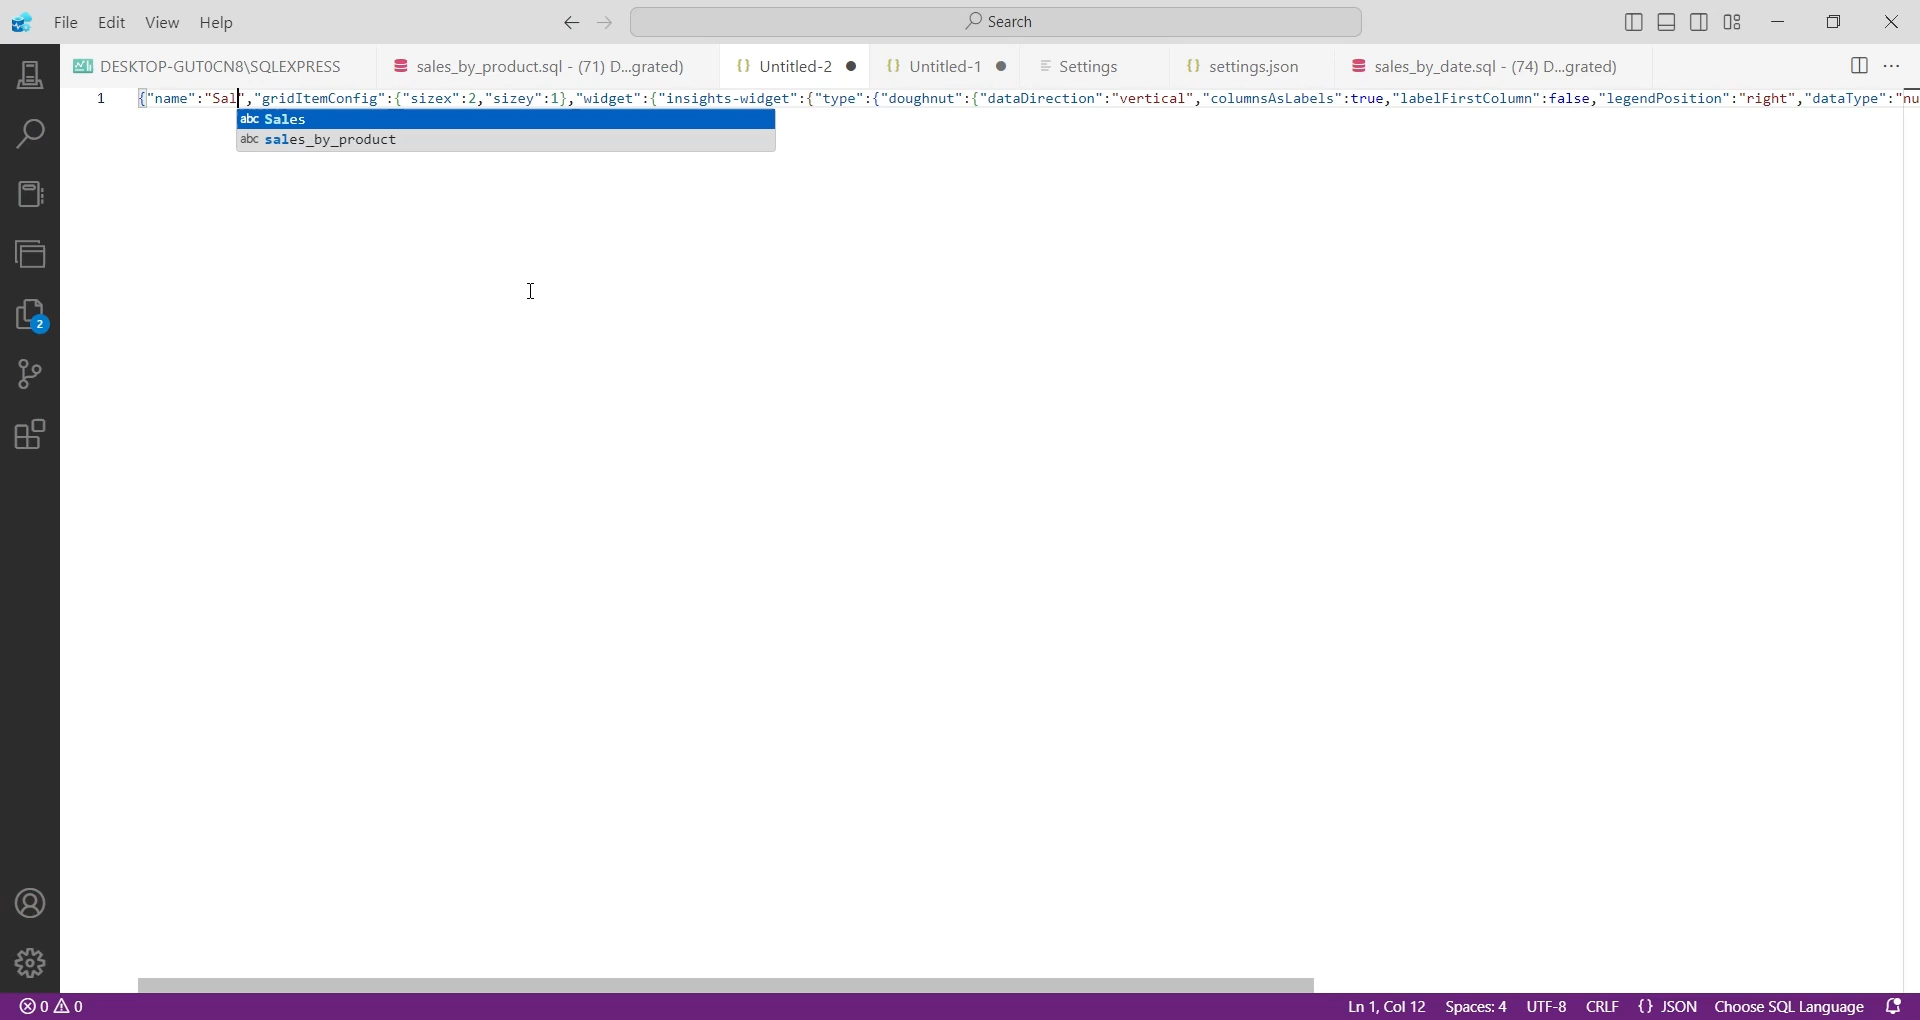 File Edit View Help Search
DESKTOP-GUT0CN8\SQLEXPRESS sales_by_product.sql - (71) D...grated) {} Untitled-2 {} Untitled-1 Settings {} settings.json sales_by_date.sql - (74) D...grated)
1 {"name":"Sal","gridItemConfig":{"sizex":2,"sizey":1},"widget":{"insights-widget":{"type":{"doughnut":{"dataDirection":"vertical","columnsAsLabels":true,"labelFirstColumn":false,"legendPosition":"right","dataType":"nu
abc Sales
abc sales_by_product
2
0 0 Ln 1, Col 12 Spaces: 4 UTF-8 CRLF {} JSON Choose SQL Language